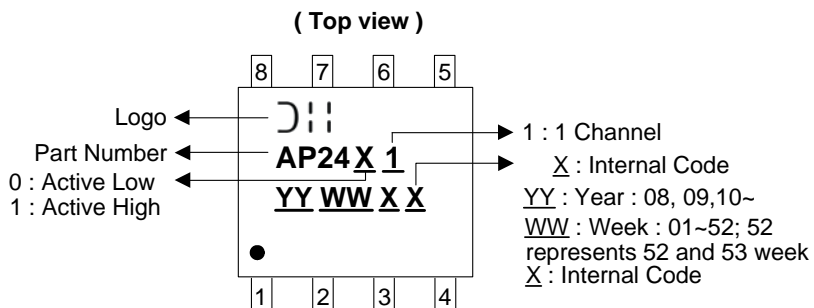 ( Top view )
8 7 6 5
Logo
Part Number
0 : Active Low
1 : Active High
AP24 X 1
YY WW X X
1 : 1 Channel
X : Internal Code
YY : Year : 08, 09,10~
WW : Week : 01~52; 52
represents 52 and 53 week
X : Internal Code
1 2 3 4